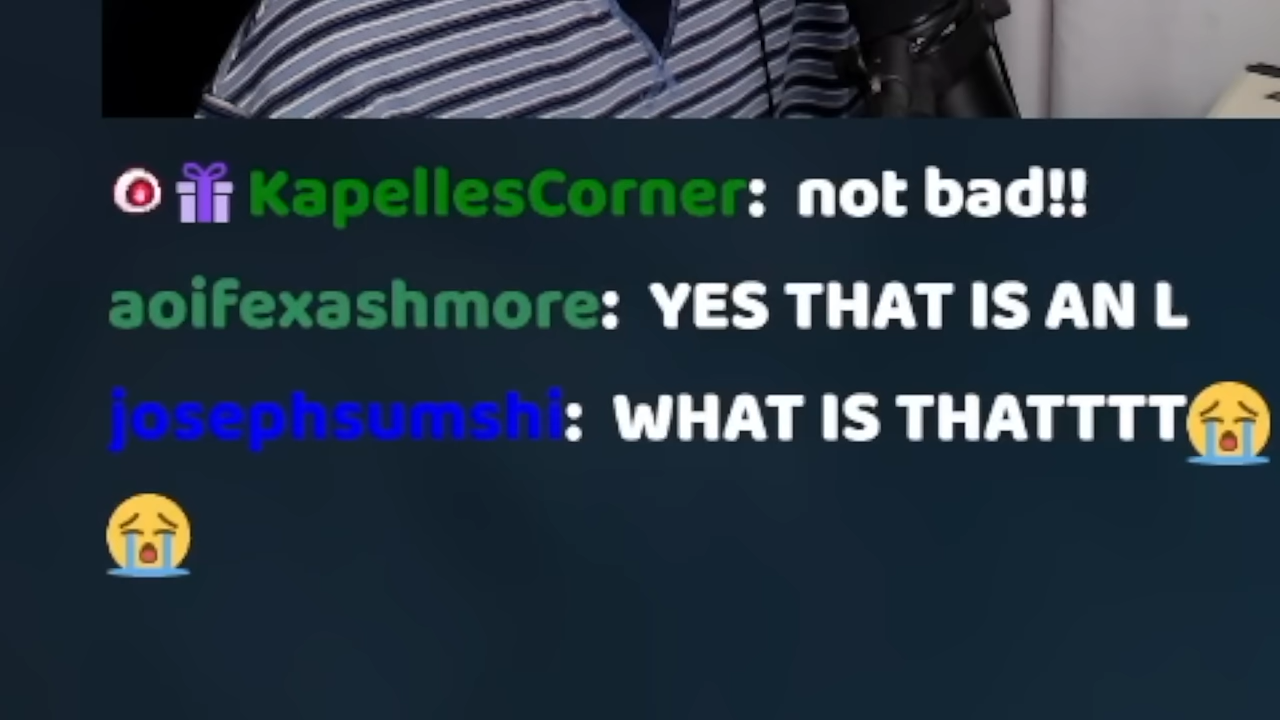 KapellesCorner: not bad!!
aoifexashmore: YES THAT IS AN L
josephsumshi: WHAT IS THATTTT😭
😭